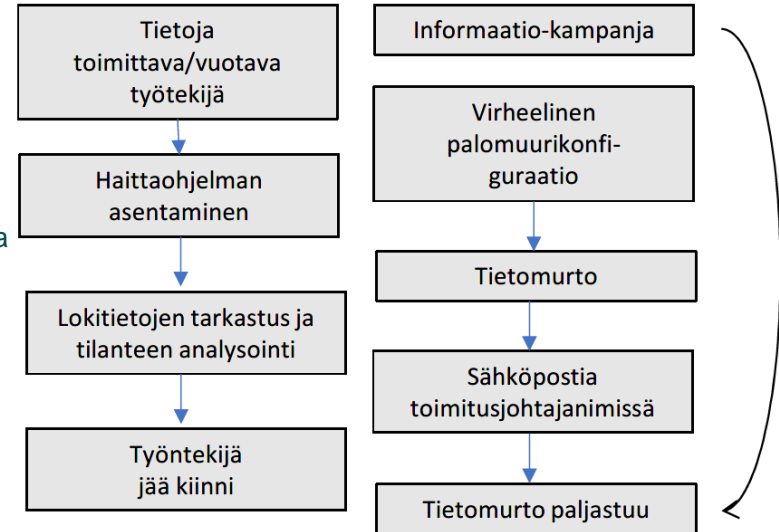 Tietoja
toimittava/vuotava
työtekijä
Haittaohjelman
asentaminen
a
Lokitietojen tarkastus ja
tilanteen analysointi
Työntekijä
jää kiinni
Informaatio-kampanja
Virheelinen
palomuurikonfi-
guraatio
Tietomurto
Sähköpostia
toimitusjohtajanimissä
Tietomurto paljastuu